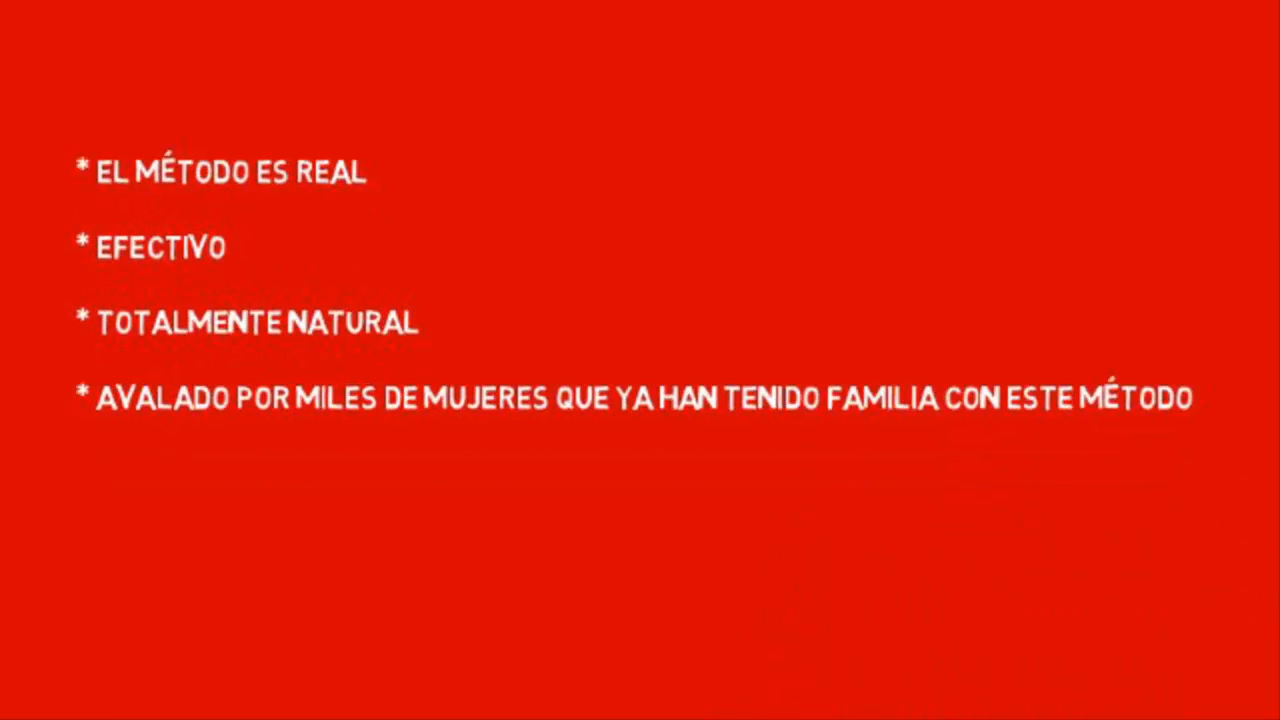 * EL MÉTODO ES REAL
* EFECTIVO
* TOTALMENTE NATURAL
* AVALADO POR MILES DE MUJERES QUE YA HAN TENIDO FAMILIA CON ESTE MÉTODO